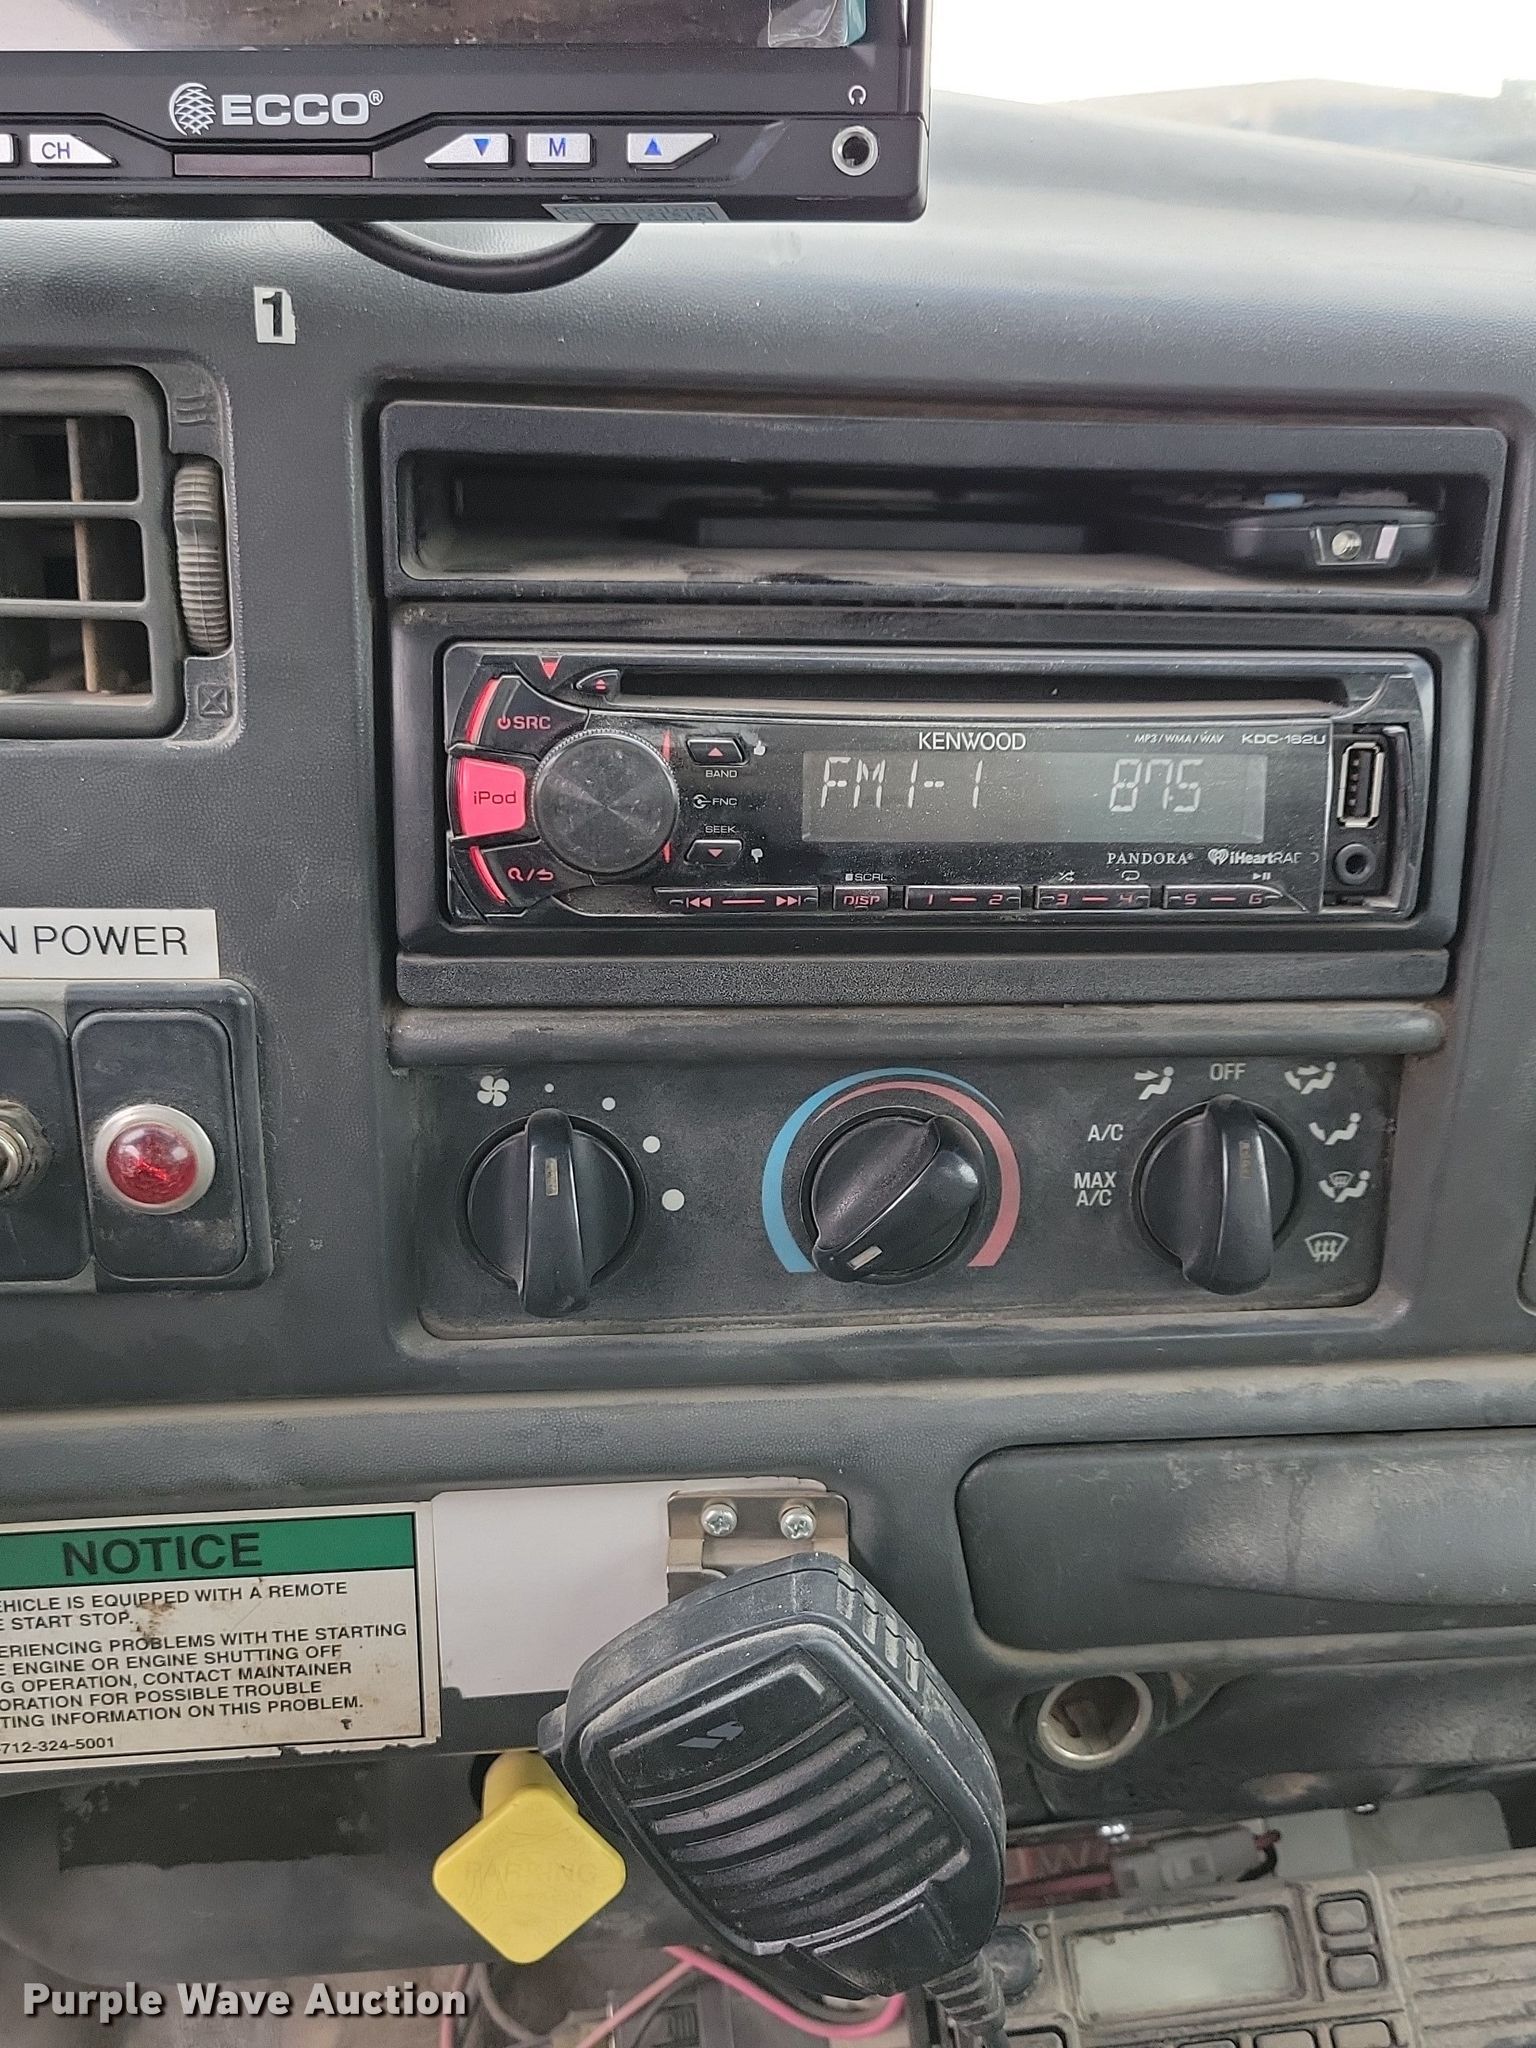 ECCO®
CH
▼
M
▲
1
SRC
KENWOOD
MP3/WMA/WAV
KDC-162U
BAND
iPod
FNC
FM1-1 87.5
SEEK
PANDORA®
iHeartRADIO
SCRL
DISP
1
2
3
4
5
6
N POWER
OFF
A/C
MAX
A/C
NOTICE
EHICLE IS EQUIPPED WITH A REMOTE
E START STOP.
ERIENCING PROBLEMS WITH THE STARTING
E ENGINE OR ENGINE SHUTTING OFF
G OPERATION, CONTACT MAINTAINER
ORATION FOR POSSIBLE TROUBLE
TING INFORMATION ON THIS PROBLEM.
-712-324-5001
PARKING
Purple Wave Auction